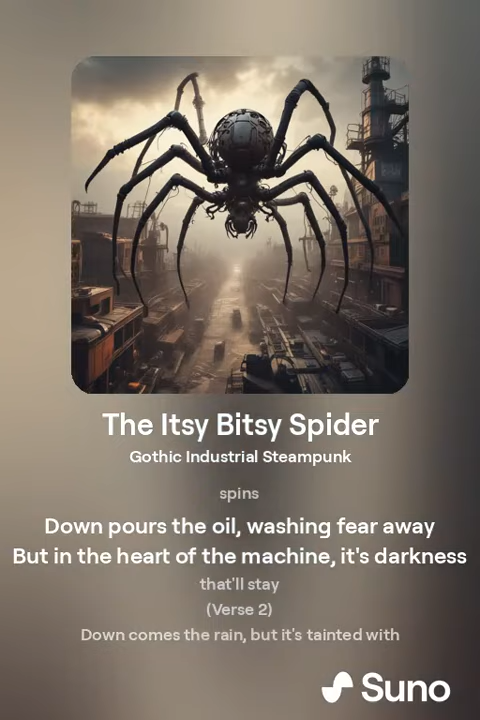 The Itsy Bitsy Spider
Gothic Industrial Steampunk
spins
Down pours the oil, washing fear away
But in the heart of the machine, it's darkness
that'll stay
(Verse 2)
Down comes the rain, but it's tainted with
Suno